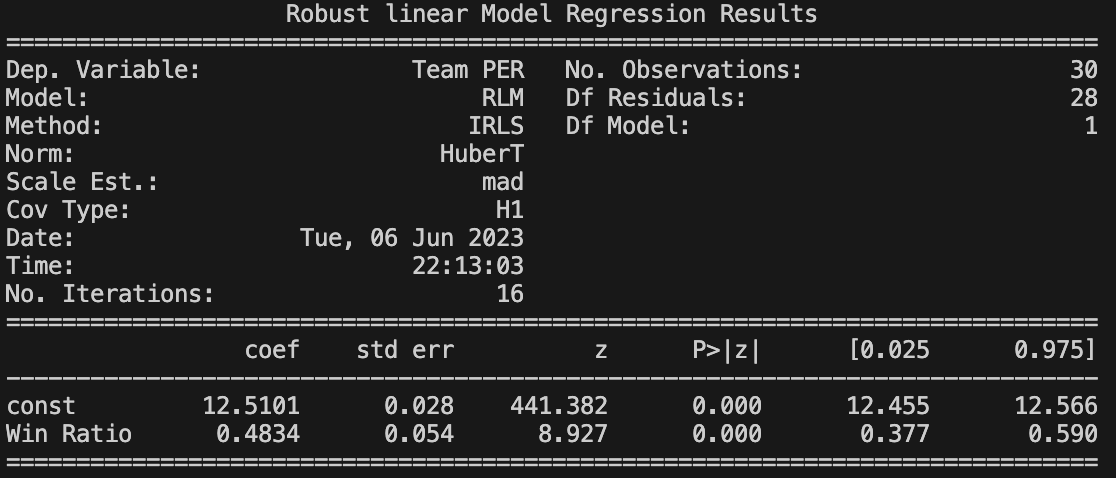 Robust linear Model Regression Results
==============================================================================
Dep. Variable:               Team PER   No. Observations:                   30
Model:                            RLM   Df Residuals:                       28
Method:                          IRLS   Df Model:                            1
Norm:                          HuberT
Scale Est.:                       mad
Cov Type:                          H1
Date:                Tue, 06 Jun 2023
Time:                        22:13:03
No. Iterations:                    16
==============================================================================
                 coef    std err          z      P>|z|      [0.025      0.975]
------------------------------------------------------------------------------
const         12.5101      0.028    441.382      0.000      12.455      12.566
Win Ratio      0.4834      0.054      8.927      0.000       0.377       0.590
==============================================================================